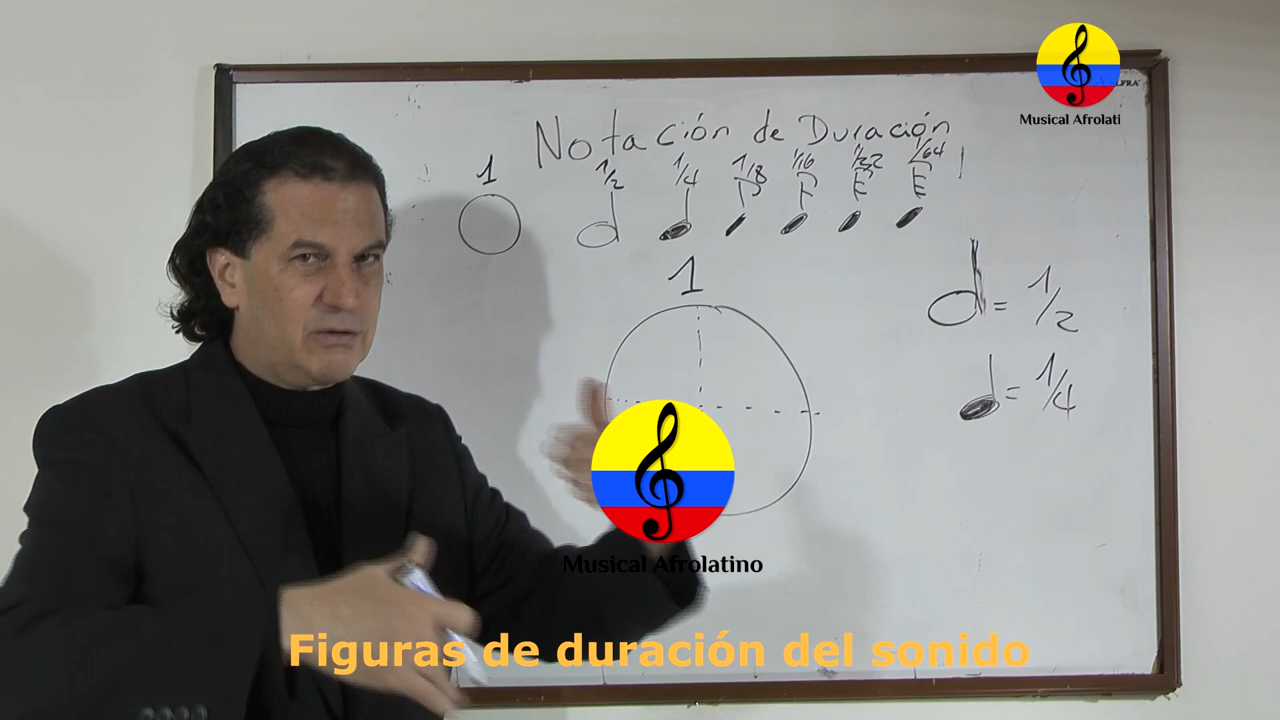 Musical Afrolati
Notación de Duración
1 1/2 1/4 1/8 1/16 1/32 1/64
1
= 1/2
= 1/4
Musical Afrolatino
Figuras de duración del sonido